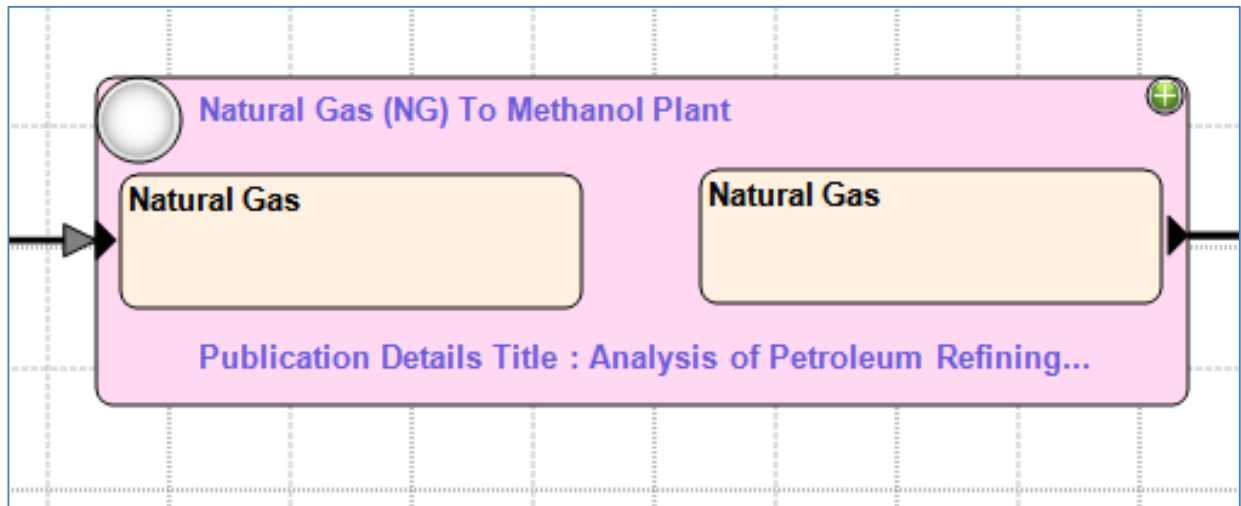 Natural Gas (NG) To Methanol Plant
Natural Gas
Natural Gas
Publication Details Title : Analysis of Petroleum Refining...